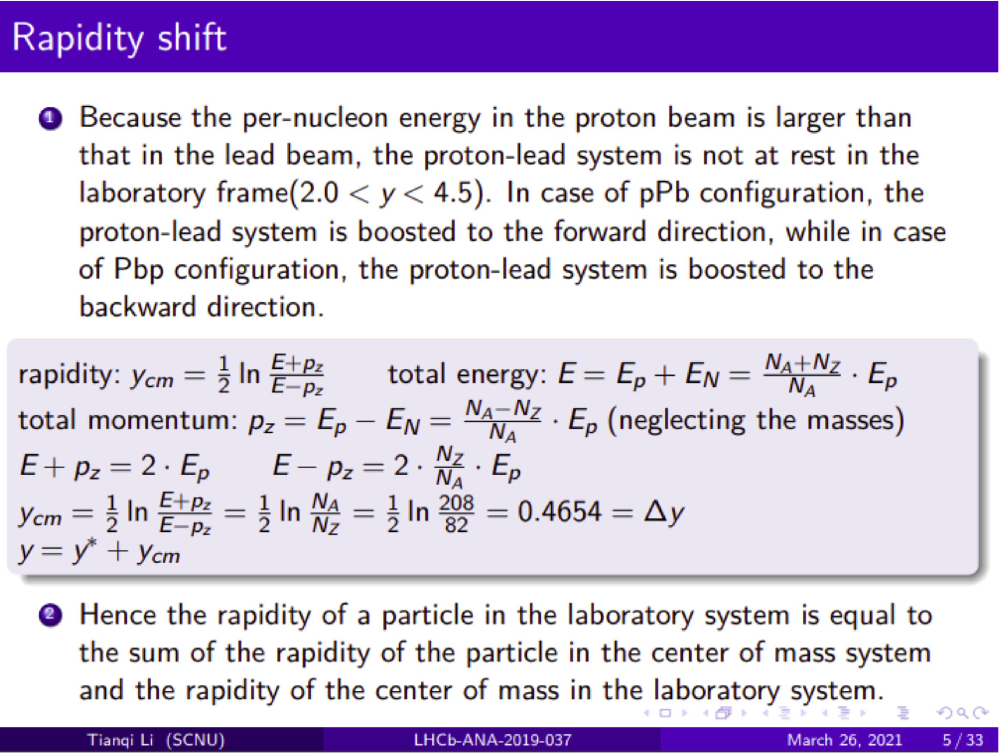 Rapidity shift
1 Because the per-nucleon energy in the proton beam is larger than
that in the lead beam, the proton-lead system is not at rest in the
laboratory frame(2.0 < y < 4.5). In case of pPb configuration, the
proton-lead system is boosted to the forward direction, while in case
of Pbp configuration, the proton-lead system is boosted to the
backward direction.
rapidity: y_{cm} = \frac{1}{2} \ln \frac{E+p_z}{E-p_z} total energy: E = E_p + E_N = \frac{N_A+N_Z}{N_A} · E_p
total momentum: p_z = E_p − E_N = \frac{N_A-N_Z}{N_A} · E_p (neglecting the masses)
E + p_z = 2 · E_p E − p_z = 2 · \frac{N_Z}{N_A} · E_p
y_{cm} = \frac{1}{2} \ln \frac{E+p_z}{E-p_z} = \frac{1}{2} \ln \frac{N_A}{N_Z} = \frac{1}{2} \ln \frac{208}{82} = 0.4654 = Δy
y = y^* + y_{cm}
2 Hence the rapidity of a particle in the laboratory system is equal to
the sum of the rapidity of the particle in the center of mass system
and the rapidity of the center of mass in the laboratory system.
Tianqi Li (SCNU) LHCb-ANA-2019-037 March 26, 2021 5 / 33